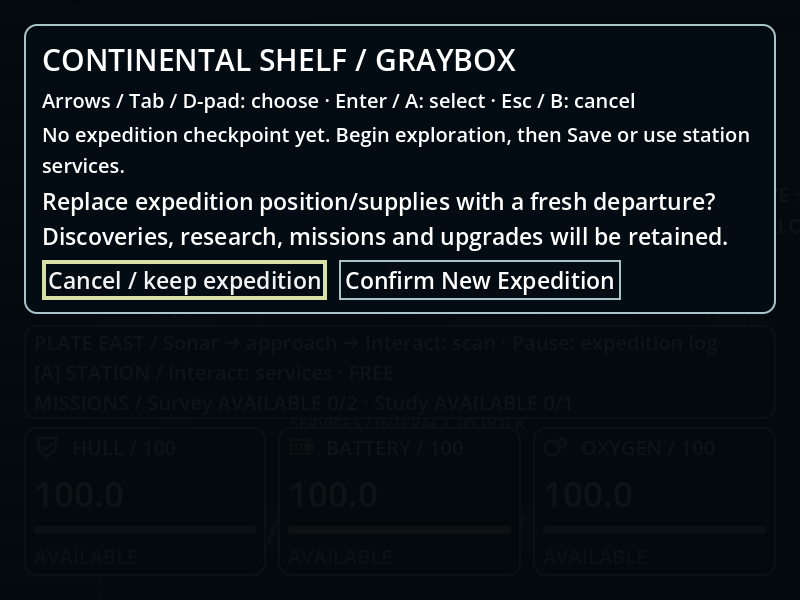 CONTINENTAL SHELF / GRAYBOX
Arrows / Tab / D-pad: choose · Enter / A: select · Esc / B: cancel
No expedition checkpoint yet. Begin exploration, then Save or use station
services.
Replace expedition position/supplies with a fresh departure?
Discoveries, research, missions and upgrades will be retained.
Cancel / keep expedition
Confirm New Expedition
PLATE EAST / Sonar → approach → Interact: scan · Pause: expedition log
[A] STATION / Interact: services · FREE
MISSIONS / Survey AVAILABLE 0/2 · Study AVAILABLE 0/1
SERVICES / INTERACT TO DOCK
HULL / 100
BATTERY / 100
OXYGEN / 100
100.0
100.0
100.0
AVAILABLE
AVAILABLE
AVAILABLE